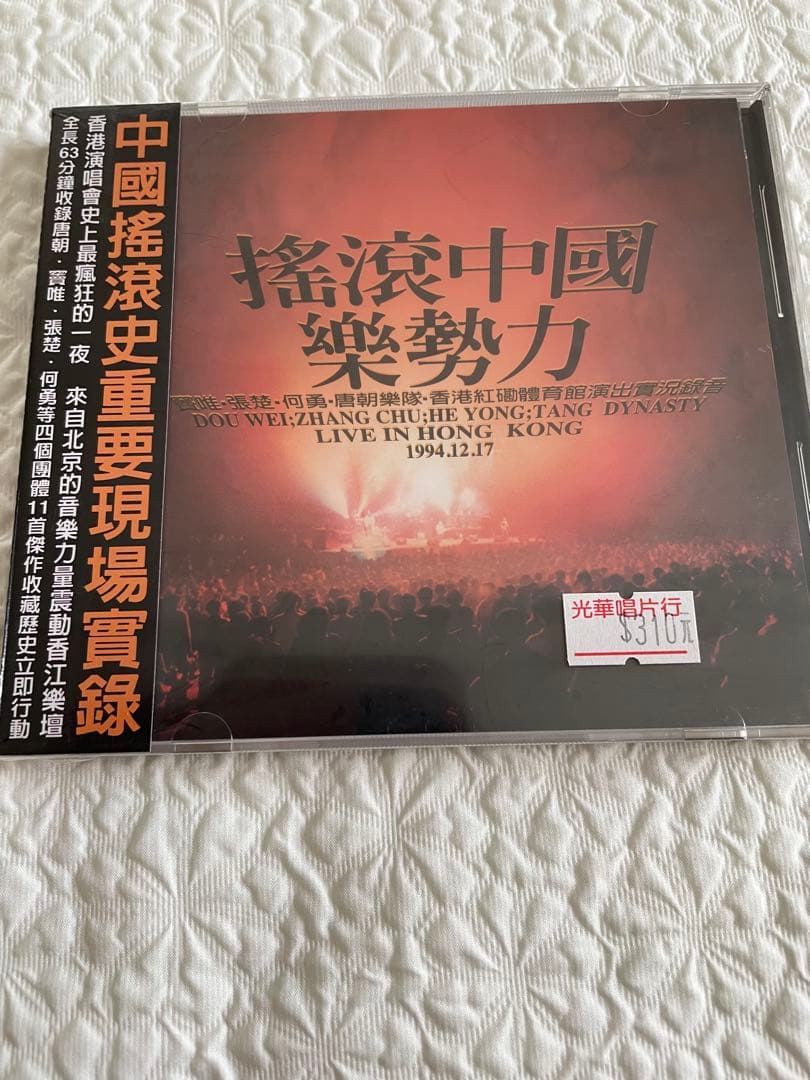 中國搖滾史重要現場實錄
香港演唱會史上最瘋狂的一夜 來自北京的音樂力量震動香江樂壇
全長63分鐘收錄唐朝．竇唯．張楚．何勇等四個團體11首傑作收藏歷史立即行動
搖滾中國
樂勢力
竇唯·張楚·何勇·唐朝樂隊·香港紅磡體育館演出實況錄音
DOU WEI;ZHANG CHU;HE YONG;TANG DYNASTY
LIVE IN HONG KONG
1994.12.17
光華唱片行
$310元